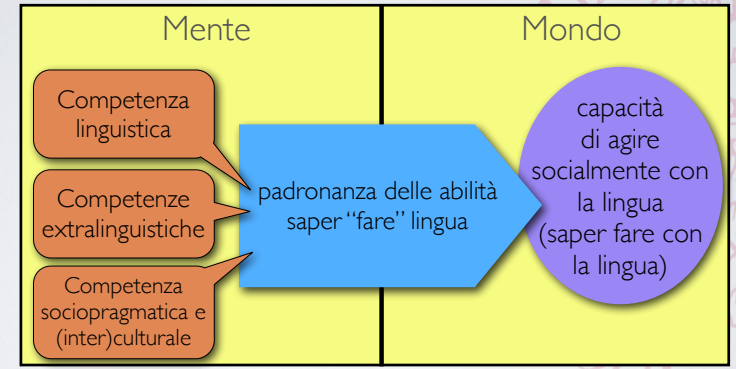 Mente
Mondo
Competenza
linguistica
Competenze
extralinguistiche
Competenza
sociopragmatica e
(inter)culturale
padronanza delle abilità
saper “fare” lingua
capacità
di agire
socialmente con
la lingua
(saper fare con
la lingua)